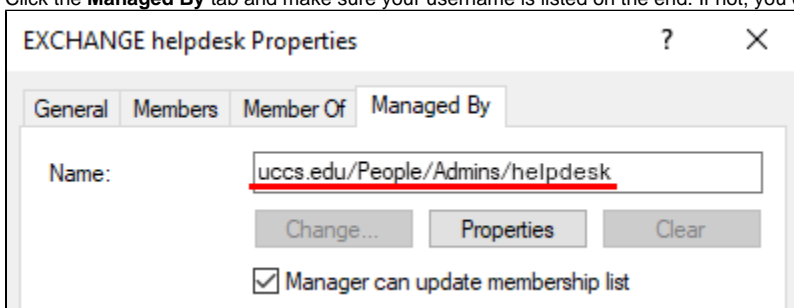 Click the Managed By tab and make sure your username is listed on the end. If not, you
EXCHANGE helpdesk Properties ? ×
General Members Member Of Managed By
Name: uccs.edu/People/Admins/helpdesk
Change... Properties Clear
Manager can update membership list